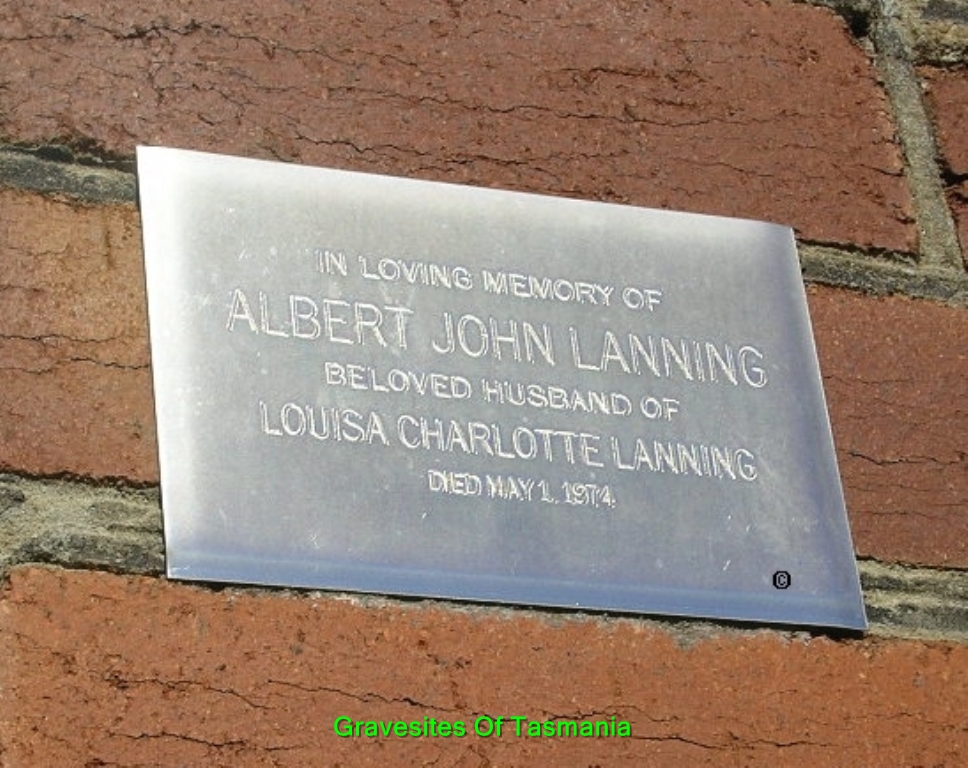 IN LOVING MEMORY OF
ALBERT JOHN LANNING
BELOVED HUSBAND OF
LOUISA CHARLOTTE LANNING
DIED MAY 1. 1974.
©
Gravesites Of Tasmania